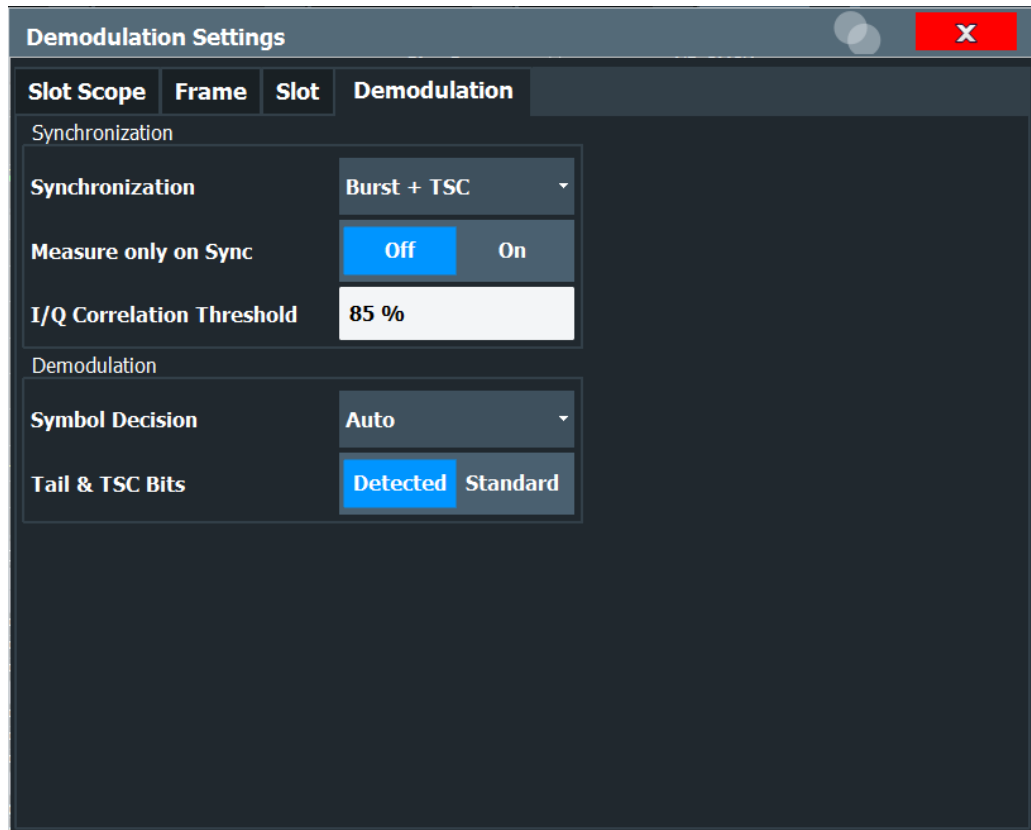 Demodulation Settings
X
Slot Scope Frame Slot Demodulation
Synchronization
Synchronization Burst + TSC
Measure only on Sync Off On
I/Q Correlation Threshold 85 %
Demodulation
Symbol Decision Auto
Tail & TSC Bits Detected Standard